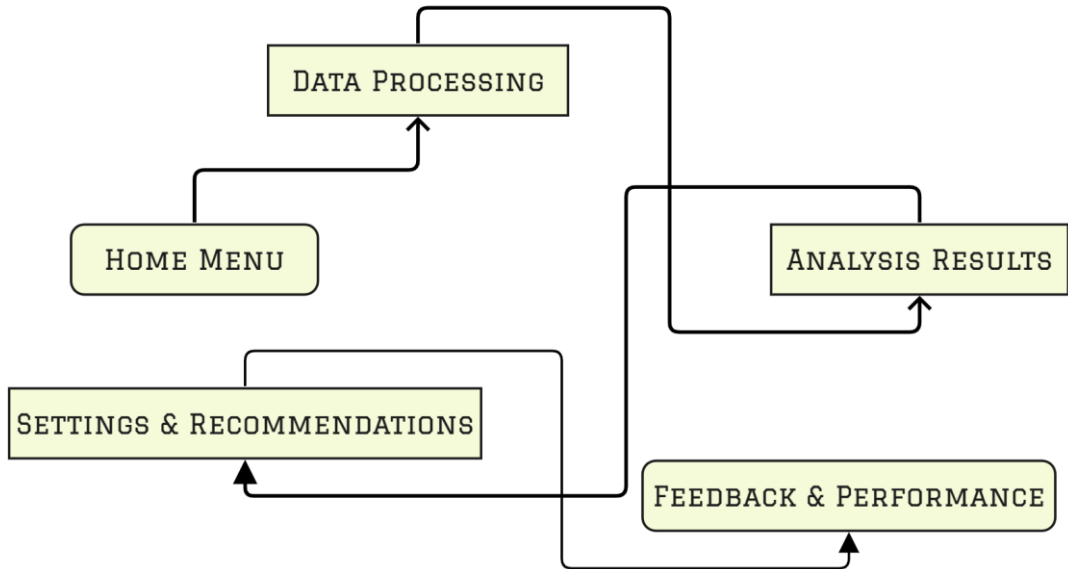 Data Processing
Home Menu
Analysis Results
Settings & Recommendations
Feedback & Performance